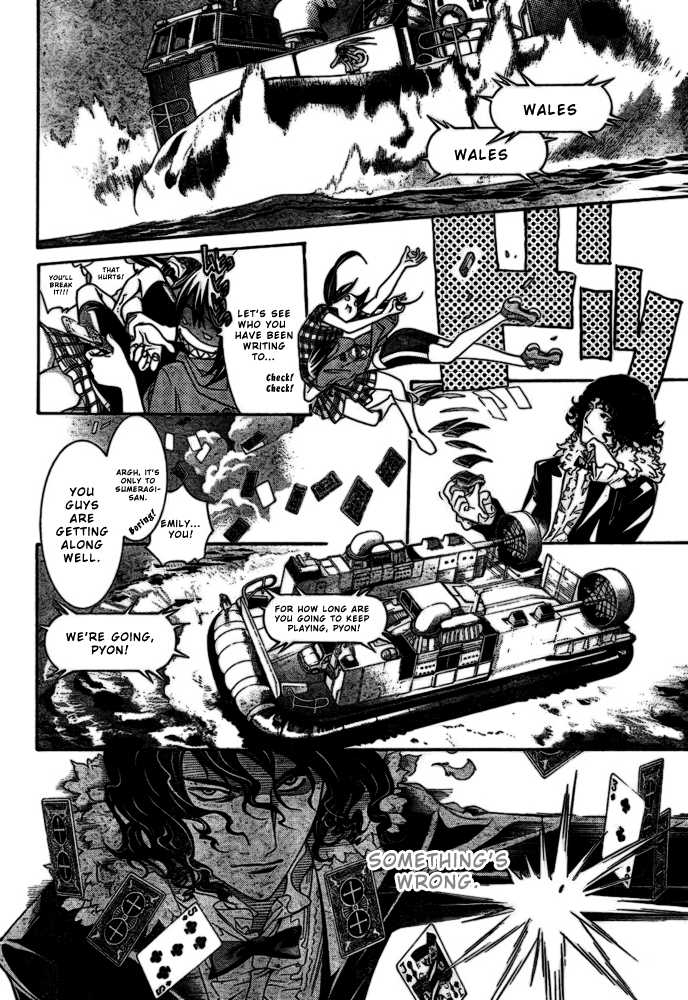 WALES
WALES
LET'S SEE
WHO YOU
HAVE BEEN
WRITING
TO...
Check!
Check!
THAT
HURTS!
YOU'LL
BREAK
IT!!!
EMILY...
YOU!
ARGH, IT'S
ONLY TO
SUMERAGI-
SAN.
Boring!
YOU
GUYS
ARE
GETTING
ALONG
WELL.
FOR HOW LONG ARE
YOU GOING TO KEEP
PLAYING, PYON!
WE'RE GOING,
PYON!
SOMETHING'S
WRONG.
J
5
J